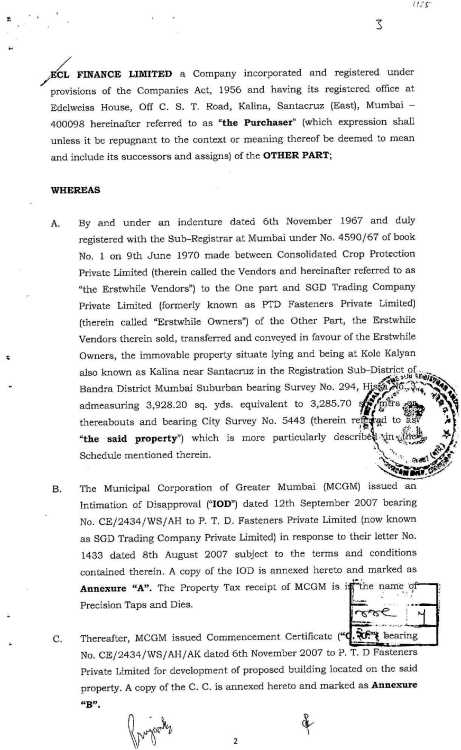 3
ECL FINANCE LIMITED a Company incorporated and registered under
provisions of the Companies Act, 1956 and having its registered office at
Edelweiss House, Off C. S. T. Road, Kalina, Santacruz (East), Mumbai –
400098 hereinafter referred to as "the Purchaser" (which expression shall
unless it be repugnant to the context or meaning thereof be deemed to mean
and include its successors and assigns) of the OTHER PART;
WHEREAS
A. By and under an indenture dated 6th November 1967 and duly
registered with the Sub-Registrar at Mumbai under No. 4590/67 of book
No. 1 on 9th June 1970 made between Consolidated Crop Protection
Private Limited (therein called the Vendors and hereinafter referred to as
"the Erstwhile Vendors") to the One part and SGD Trading Company
Private Limited (formerly known as PTD Fasteners Private Limited)
(therein called "Erstwhile Owners") of the Other Part, the Erstwhile
Vendors therein sold, transferred and conveyed in favour of the Erstwhile
Owners, the immovable property situate lying and being at Kole Kalyan
also known as Kalina near Santacruz in the Registration Sub-District of
Bandra District Mumbai Suburban bearing Survey No. 294, Hissa No. 3,
admeasuring 3,928.20 sq. yds. equivalent to 3,285.70 mtrs
thereabouts and bearing City Survey No. 5443 (therein referred to as
"the said property") which is more particularly described in the
Schedule mentioned therein.
B. The Municipal Corporation of Greater Mumbai (MCGM) issued an
Intimation of Disapproval ("IOD") dated 12th September 2007 bearing
No. CE/2434/WS/AH to P. T. D. Fasteners Private Limited (now known
as SGD Trading Company Private Limited) in response to their letter No.
1433 dated 8th August 2007 subject to the terms and conditions
contained therein. A copy of the IOD is annexed hereto and marked as
Annexure "A". The Property Tax receipt of MCGM is in the name of
Precision Taps and Dies.
C. Thereafter, MCGM issued Commencement Certificate ("C. bearing
No. CE/2434/WS/AH/AK dated 6th November 2007 to P. T. D Fasteners
Private Limited for development of proposed building located on the said
property. A copy of the C. C. is annexed hereto and marked as Annexure
"B".
2